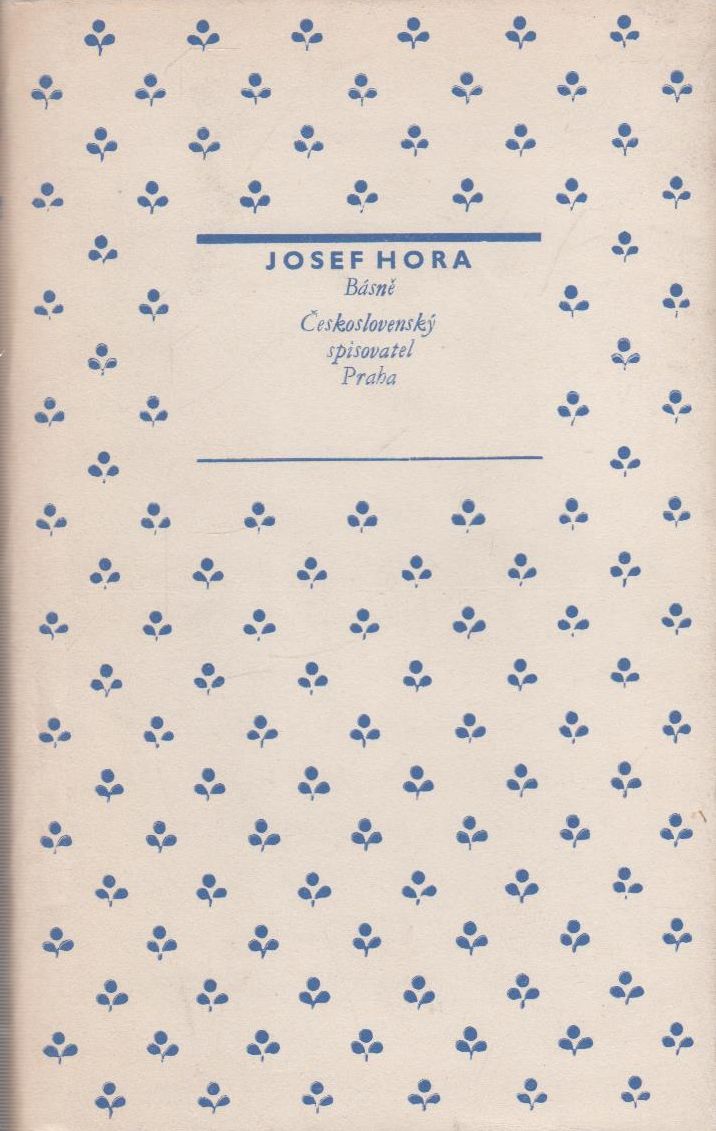 JOSEF HORA
Básně
Československý
spisovatel
Praha